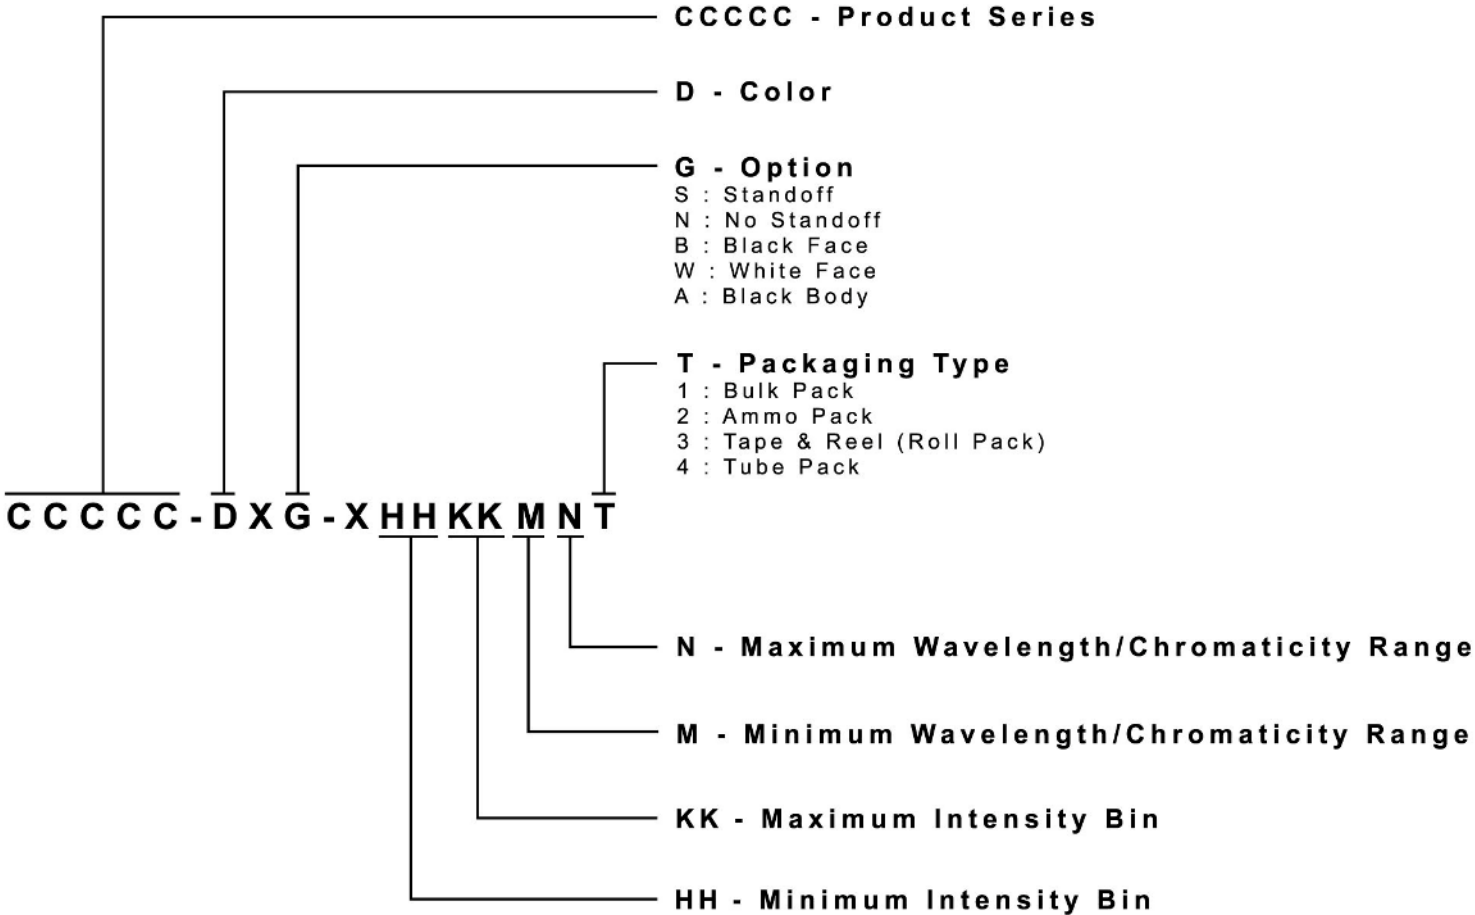 CCCCC - Product Series
D - Color
G - Option
S : Standoff
N : No Standoff
B : Black Face
W : White Face
A : Black Body
T - Packaging Type
1 : Bulk Pack
2 : Ammo Pack
3 : Tape & Reel (Roll Pack)
4 : Tube Pack
CCCCC-DXG-XHHKKMNT
N - Maximum Wavelength/Chromaticity Range
M - Minimum Wavelength/Chromaticity Range
KK - Maximum Intensity Bin
HH - Minimum Intensity Bin